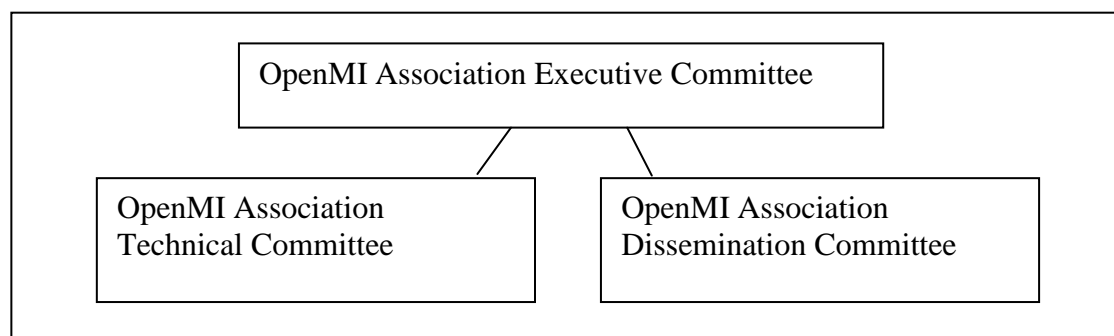 OpenMI Association Executive Committee
OpenMI Association
Technical Committee
OpenMI Association
Dissemination Committee